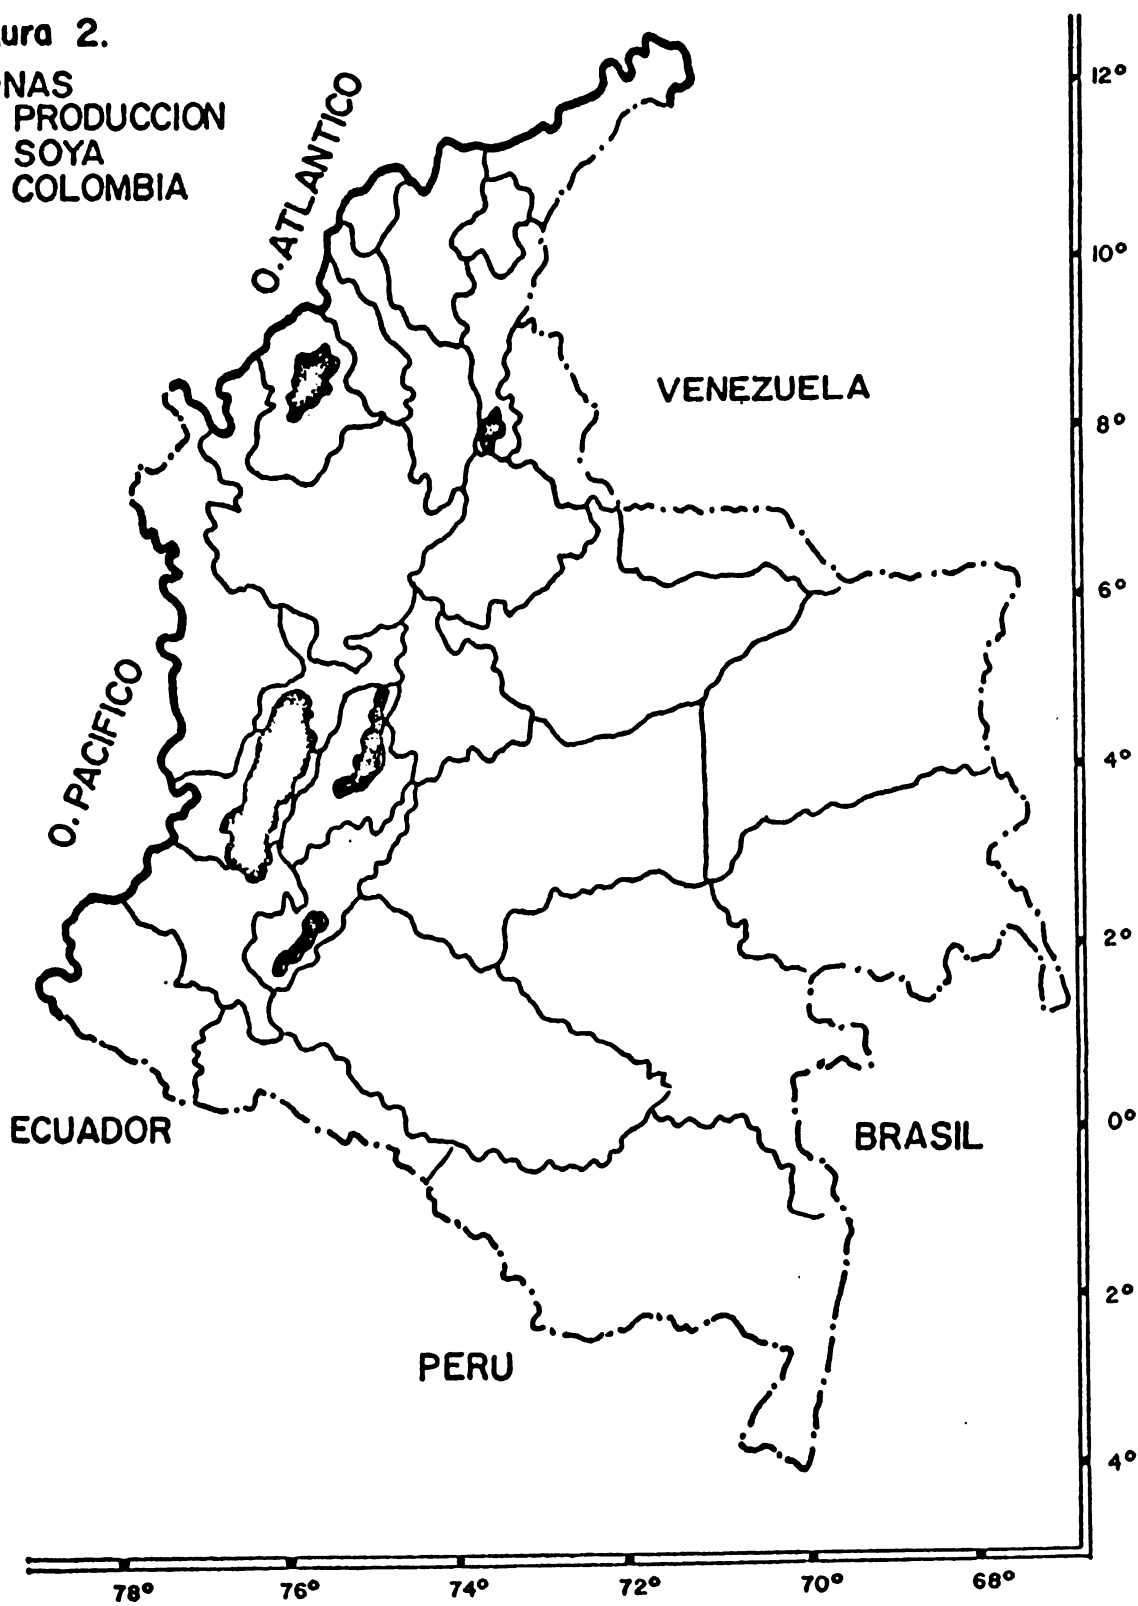 ura 2.
NAS
PRODUCCION
SOYA
COLOMBIA
O. ATLANTICO
12°
10°
VENEZUELA
8°
6°
O. PACIFICO
4°
2°
ECUADOR
BRASIL
0°
2°
PERU
4°
78° 76° 74° 72° 70° 68°